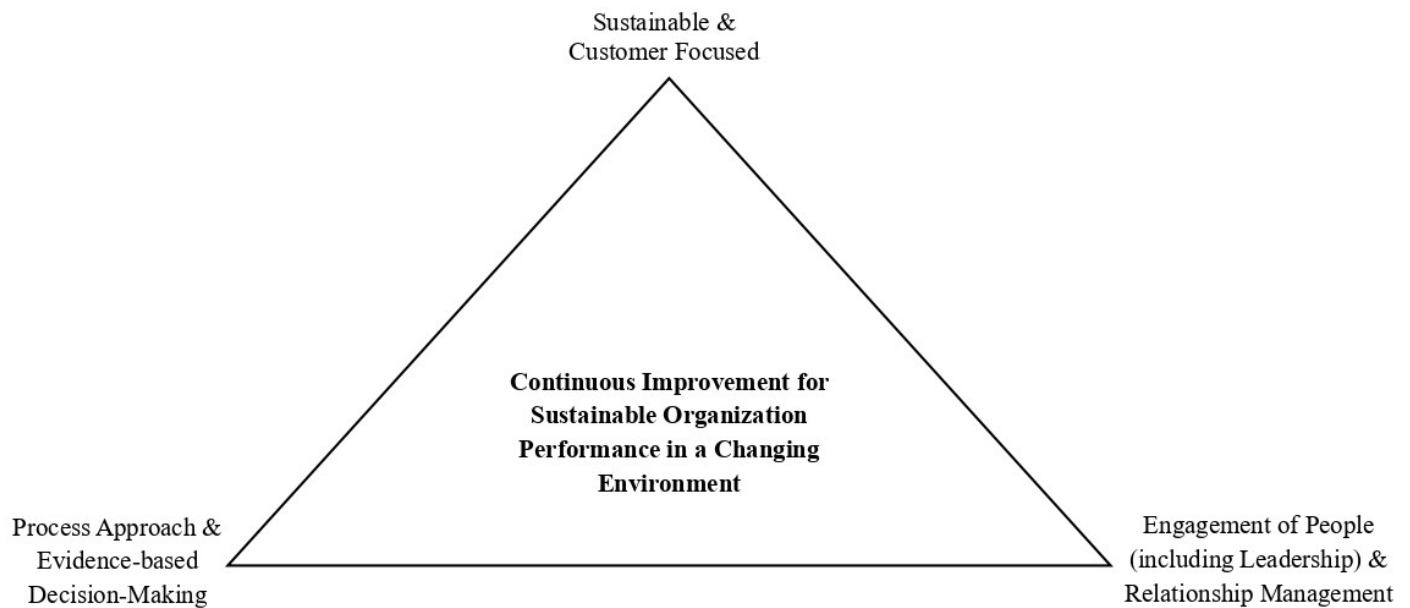 Sustainable &
Customer Focused
Continuous Improvement for
Sustainable Organization
Performance in a Changing
Environment
Process Approach &
Evidence-based
Decision-Making
Engagement of People
(including Leadership) &
Relationship Management